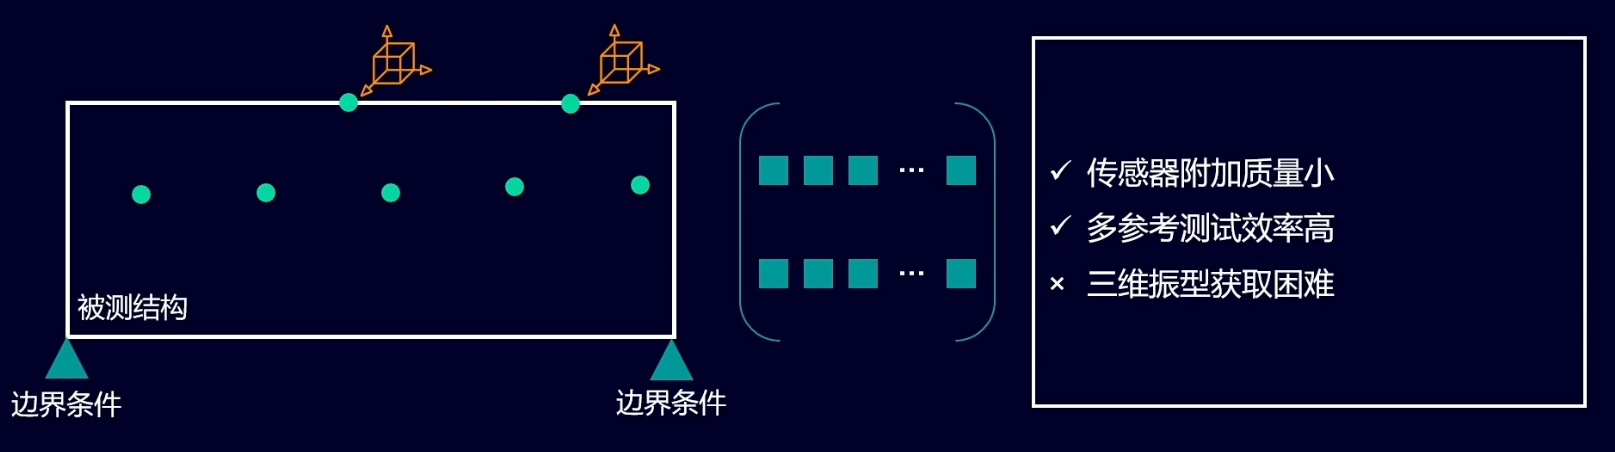 被测结构
边界条件
边界条件
...
...
✓ 传感器附加质量小
✓ 多参考测试效率高
× 三维振型获取困难